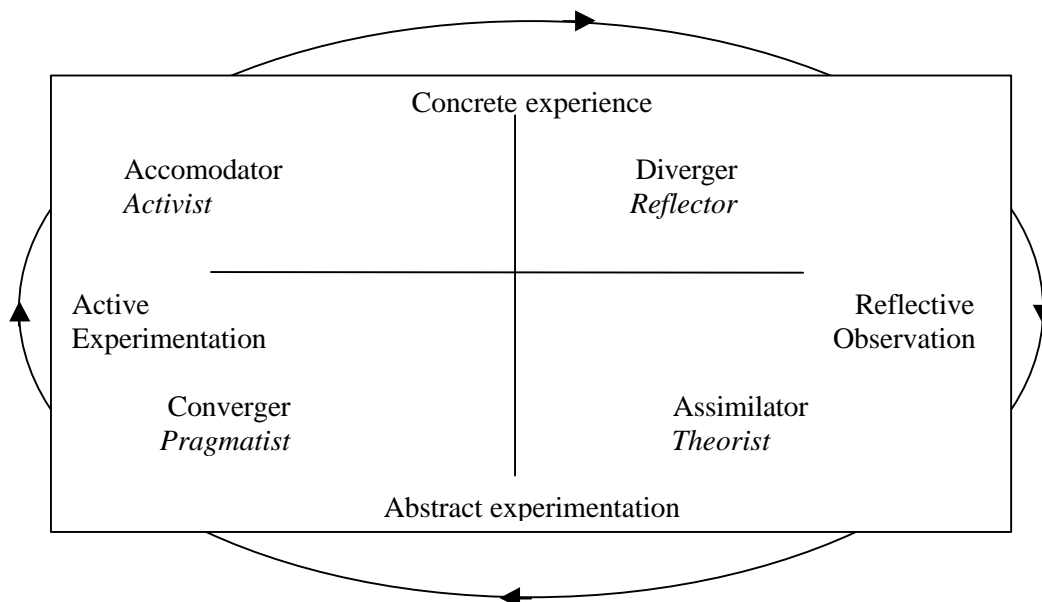 Concrete experience
Accomodator
Activist
Diverger
Reflector
Active
Experimentation
Reflective
Observation
Converger
Pragmatist
Assimilator
Theorist
Abstract experimentation